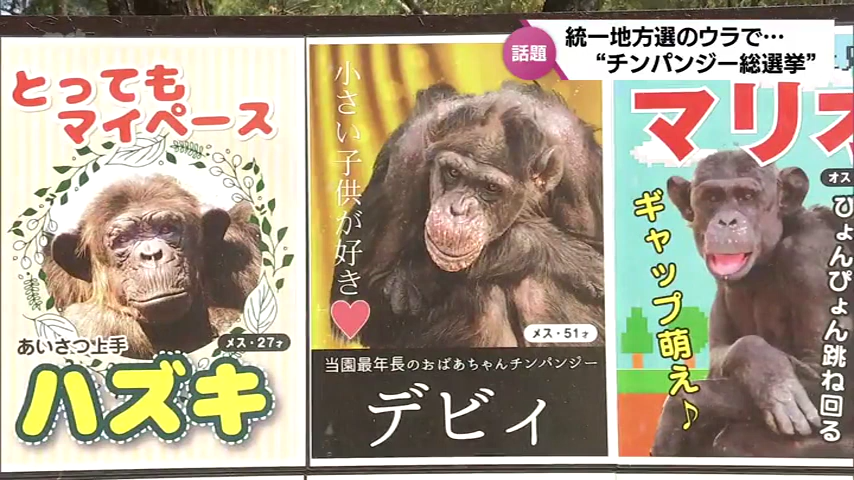 話題
統一地方選のウラで…
“チンパンジー総選挙”
とっても
マイペース
あいさつ上手
メス・27才
ハズキ
小さい子供が好き
メス・51才
当園最年長のおばあちゃんチンパンジー
デビィ
マリオ
オス
ギャップ萌え♪
ぴょんぴょん跳ね回る